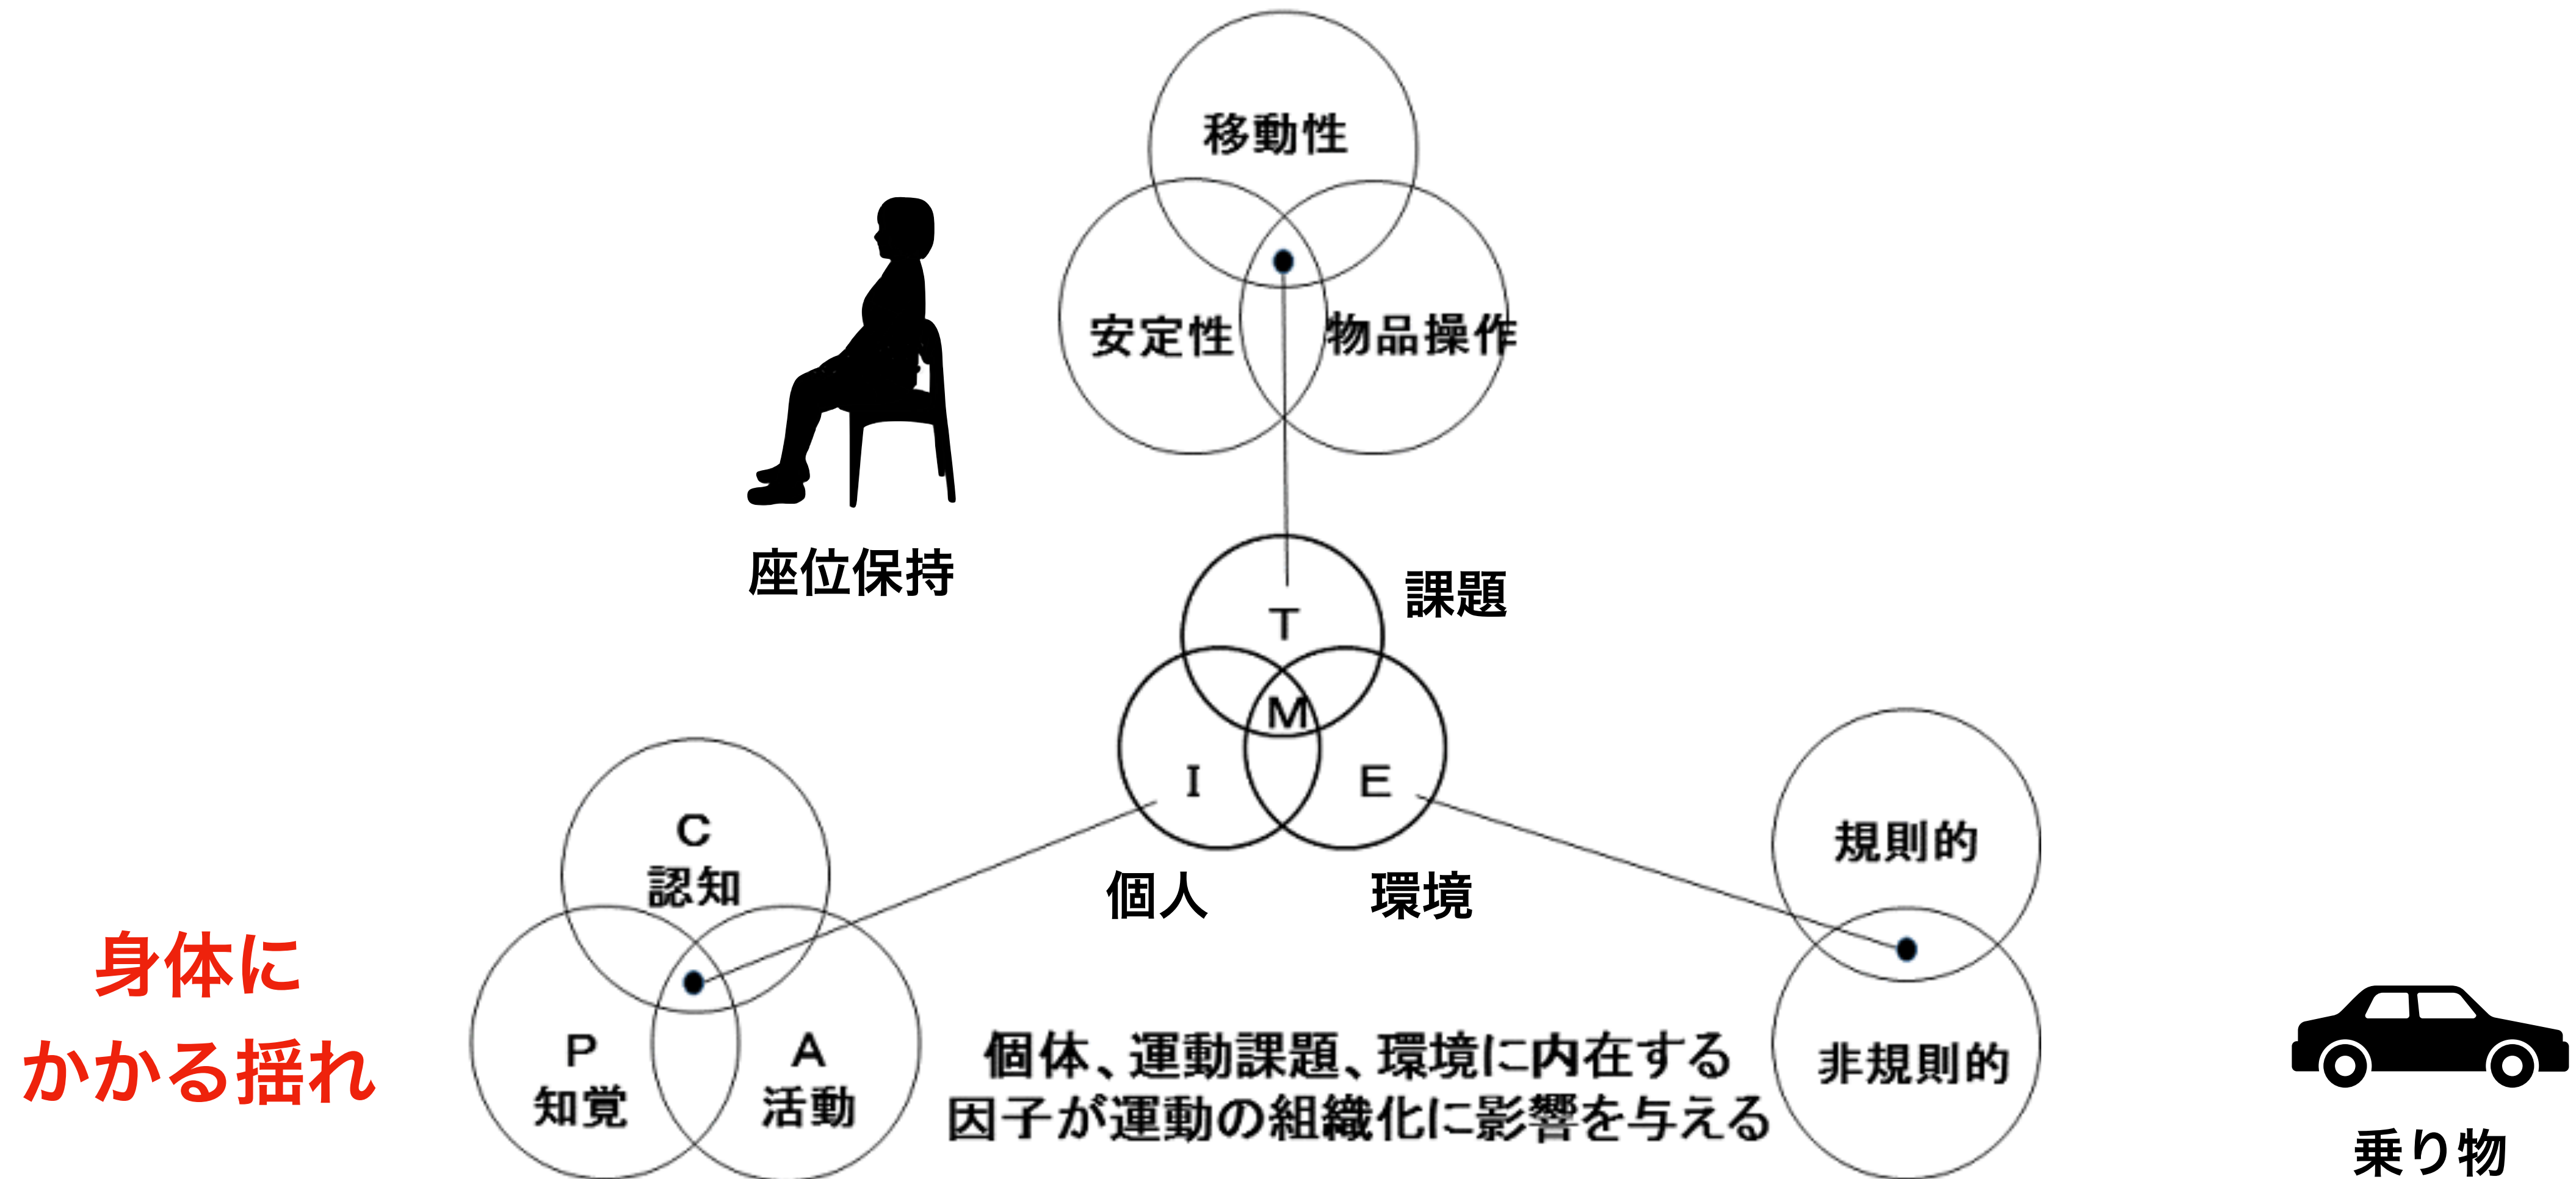 移動性
安定性
物品操作
座位保持
T
課題
M
I
E
個人
環境
C
認知
P
知覚
A
活動
身体に
かかる揺れ
個体、運動課題、環境に内在する
因子が運動の組織化に影響を与える
規則的
非規則的
乗り物